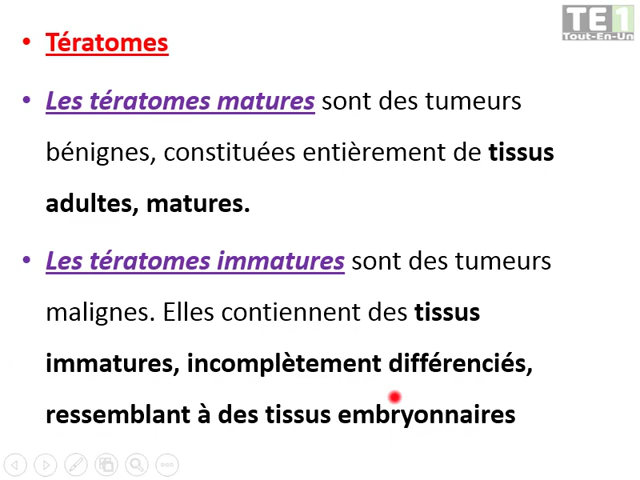 TE1
Tout-En-Un
• Tératomes
• Les tératomes matures sont des tumeurs
bénignes, constituées entièrement de tissus
adultes, matures.
• Les tératomes immatures sont des tumeurs
malignes. Elles contiennent des tissus
immatures, incomplètement différenciés,
ressemblant à des tissus embryonnaires